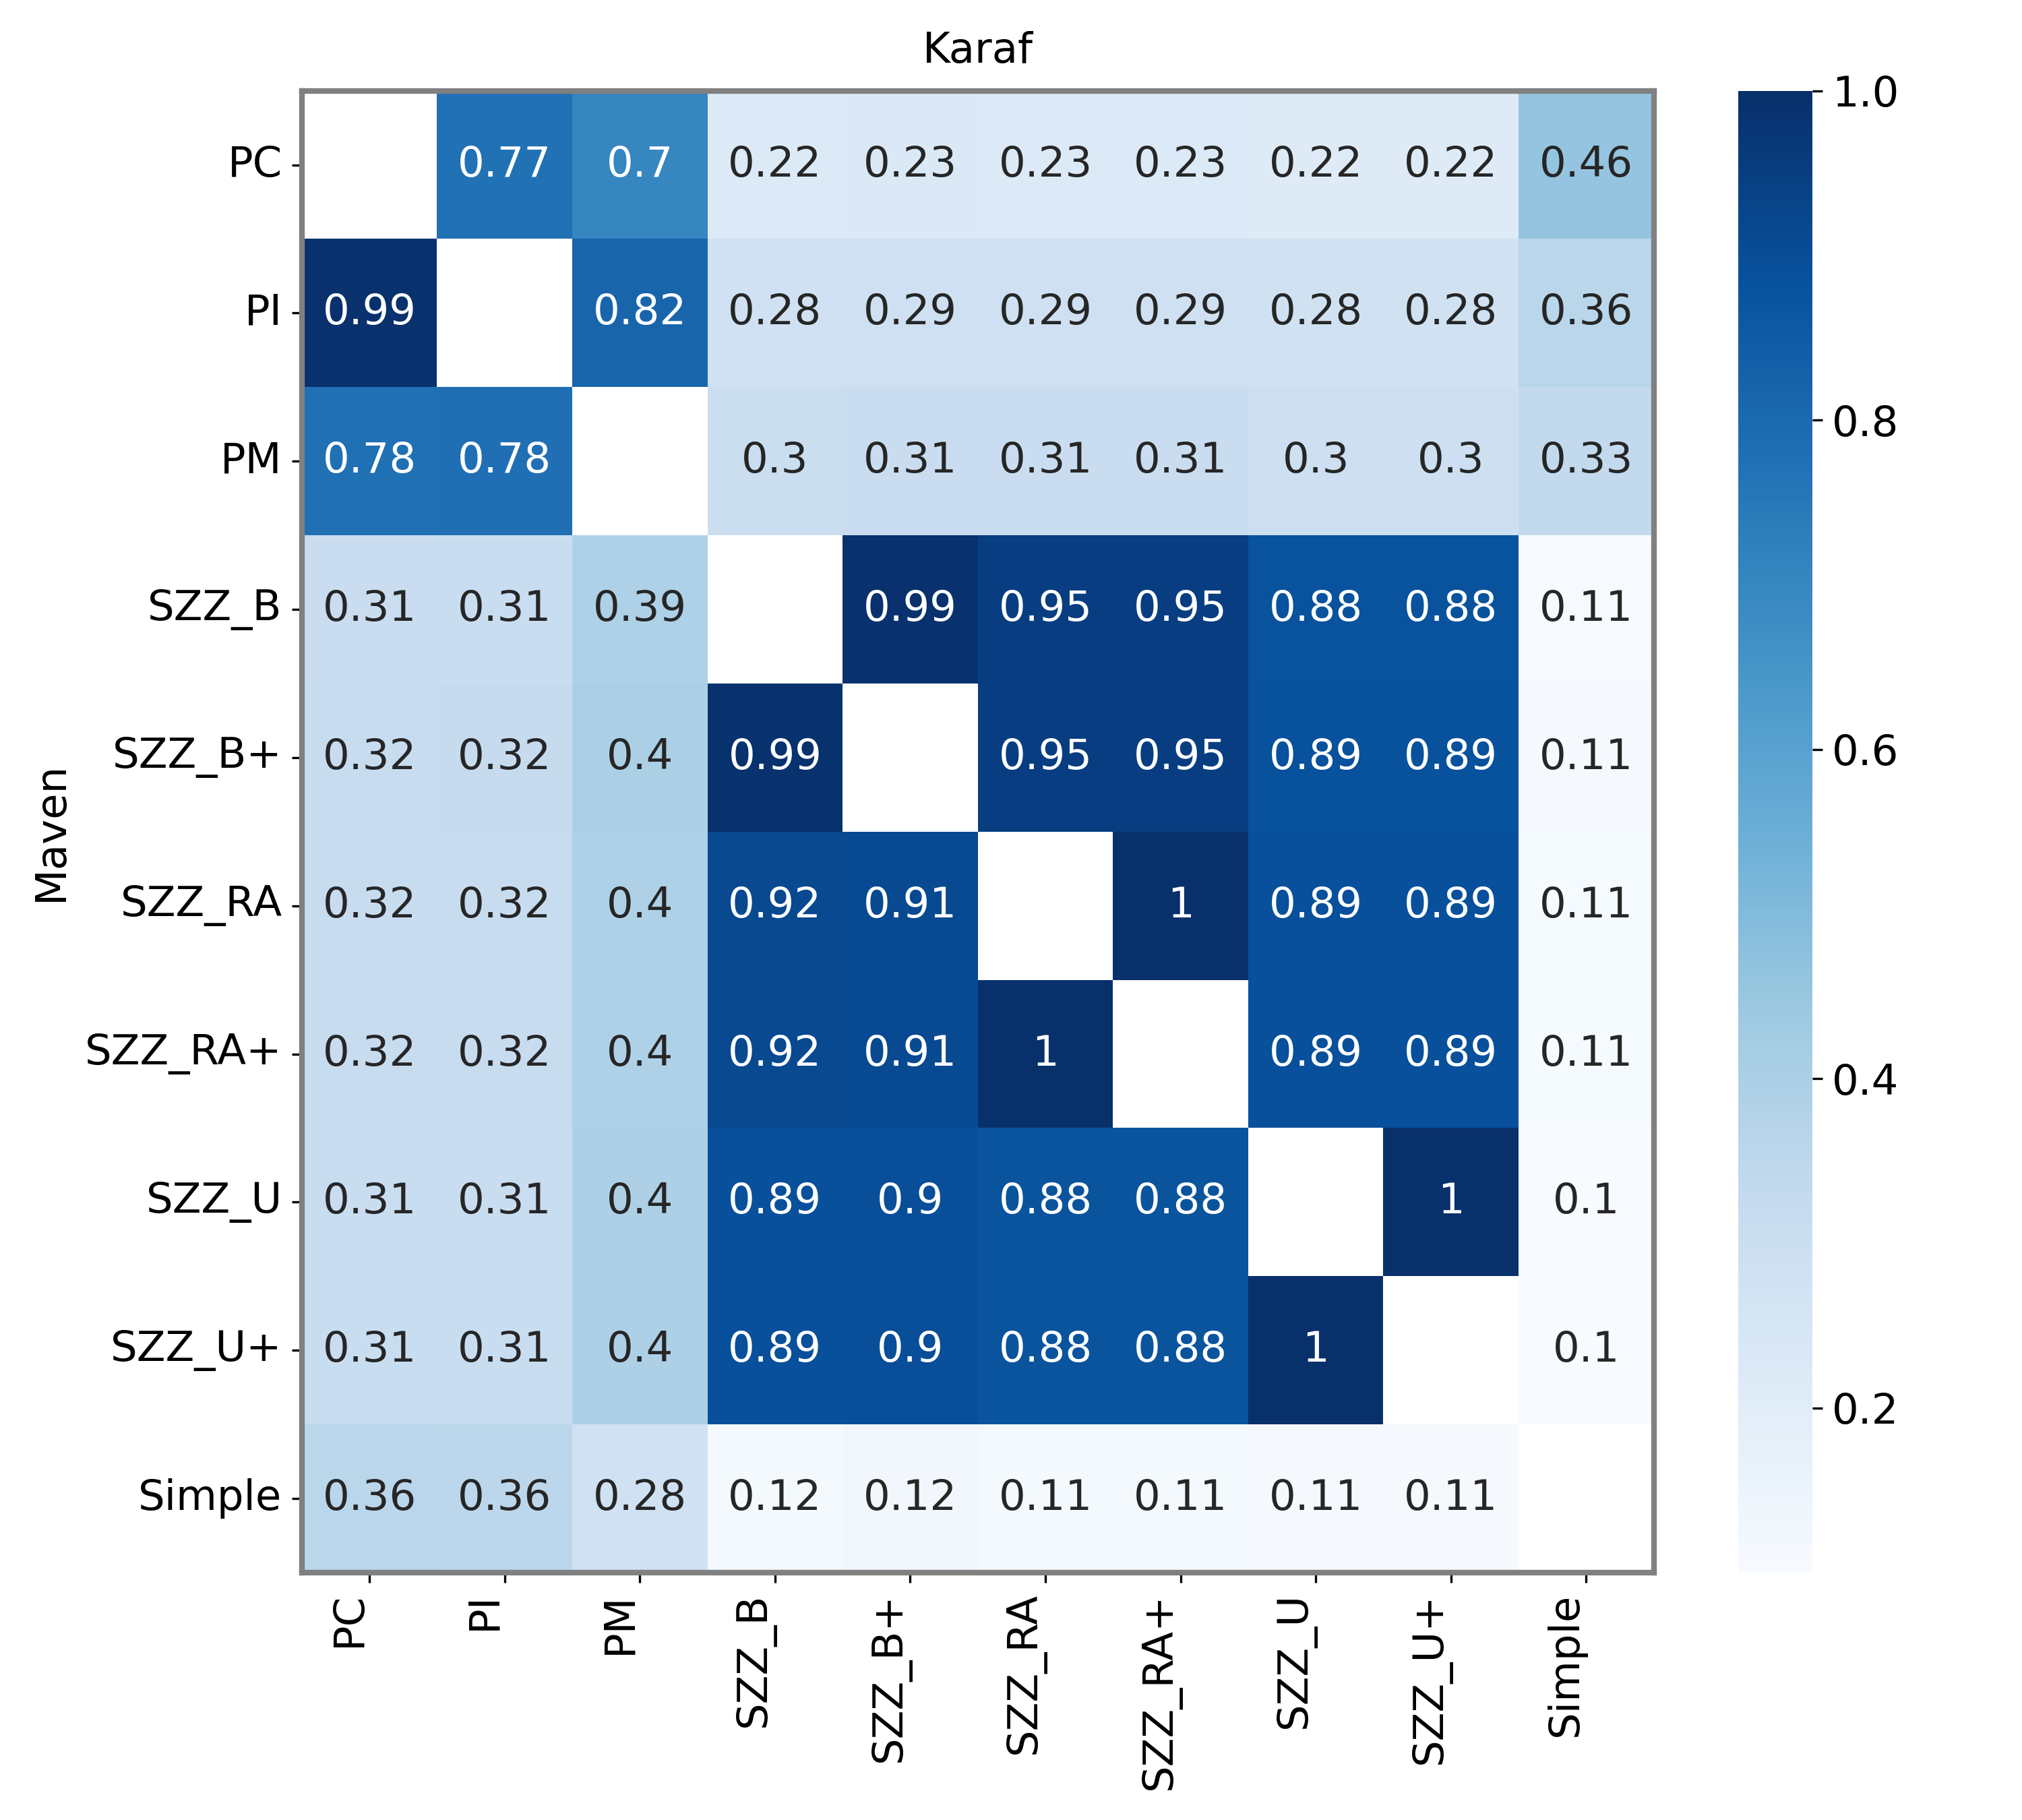 Karaf
PC 0.77 0.7 0.22 0.23 0.23 0.23 0.22 0.22 0.46
PI 0.99 0.82 0.28 0.29 0.29 0.29 0.28 0.28 0.36
PM 0.78 0.78 0.3 0.31 0.31 0.31 0.3 0.3 0.33
SZZ_B 0.31 0.31 0.39 0.99 0.95 0.95 0.88 0.88 0.11
SZZ_B+ 0.32 0.32 0.4 0.99 0.95 0.95 0.89 0.89 0.11
SZZ_RA 0.32 0.32 0.4 0.92 0.91 1 0.89 0.89 0.11
SZZ_RA+ 0.32 0.32 0.4 0.92 0.91 1 0.89 0.89 0.11
SZZ_U 0.31 0.31 0.4 0.89 0.9 0.88 0.88 1 0.1
SZZ_U+ 0.31 0.31 0.4 0.89 0.9 0.88 0.88 1 0.1
Simple 0.36 0.36 0.28 0.12 0.12 0.11 0.11 0.11 0.11
Maven
PC PI PM SZZ_B SZZ_B+ SZZ_RA SZZ_RA+ SZZ_U SZZ_U+ Simple
1.0
0.8
0.6
0.4
0.2